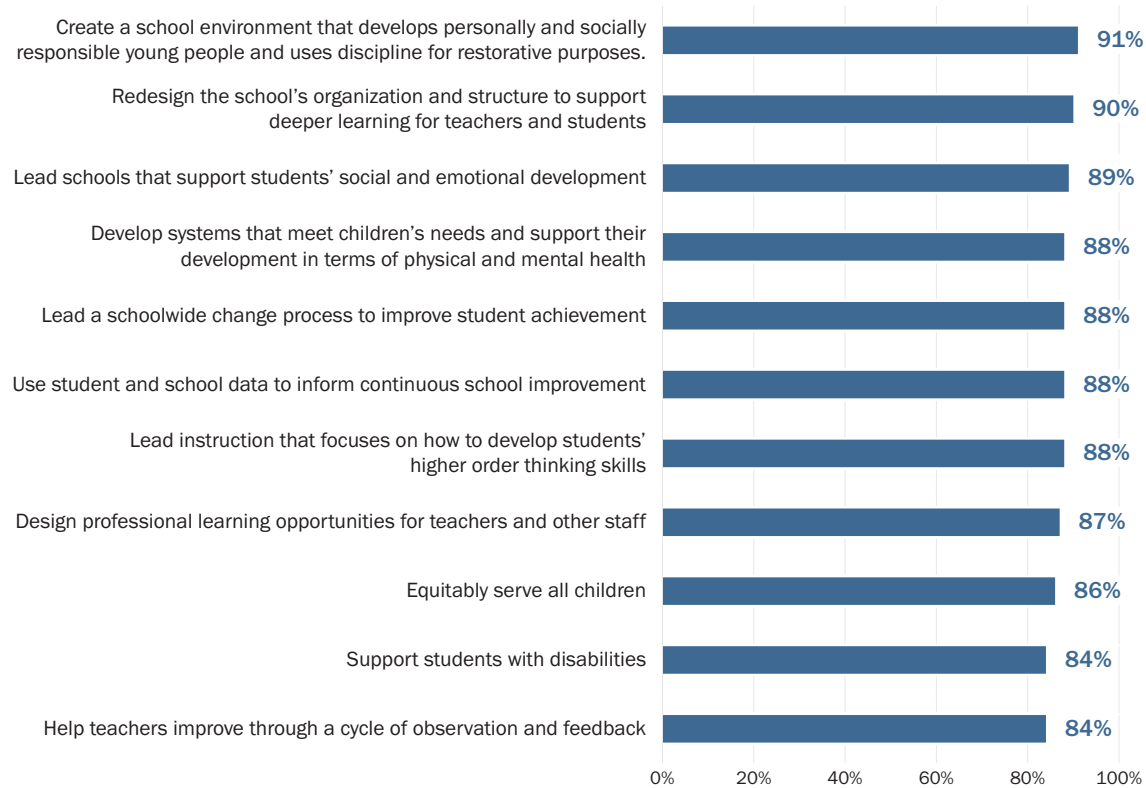 Create a school environment that develops personally and socially
responsible young people and uses discipline for restorative purposes.
91%
Redesign the school’s organization and structure to support
deeper learning for teachers and students
90%
Lead schools that support students’ social and emotional development
89%
Develop systems that meet children’s needs and support their
development in terms of physical and mental health
88%
Lead a schoolwide change process to improve student achievement
88%
Use student and school data to inform continuous school improvement
88%
Lead instruction that focuses on how to develop students’
higher order thinking skills
88%
Design professional learning opportunities for teachers and other staff
87%
Equitably serve all children
86%
Support students with disabilities
84%
Help teachers improve through a cycle of observation and feedback
84%
0% 20% 40% 60% 80% 100%